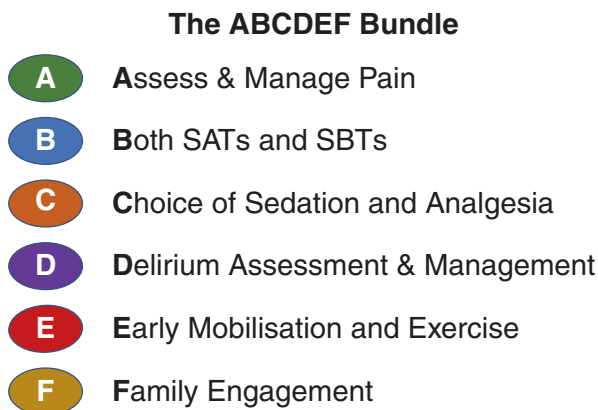 The ABCDEF Bundle
A Assess & Manage Pain
B Both SATs and SBTs
C Choice of Sedation and Analgesia
D Delirium Assessment & Management
E Early Mobilisation and Exercise
F Family Engagement